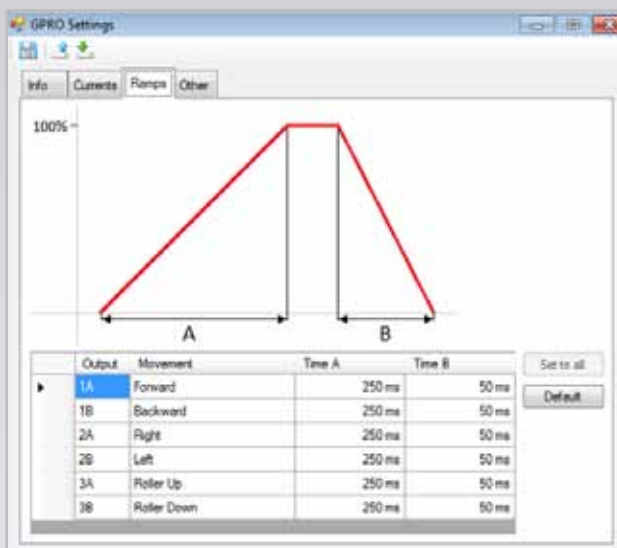 GPRO Settings
Info Currents Ramps Other
100%
A B
Output Movement Time A Time B
1A Forward 250 ms 50 ms
1B Backward 250 ms 50 ms
2A Right 250 ms 50 ms
2B Left 250 ms 50 ms
3A Roller Up 250 ms 50 ms
3B Roller Down 250 ms 50 ms
Set to all
Default